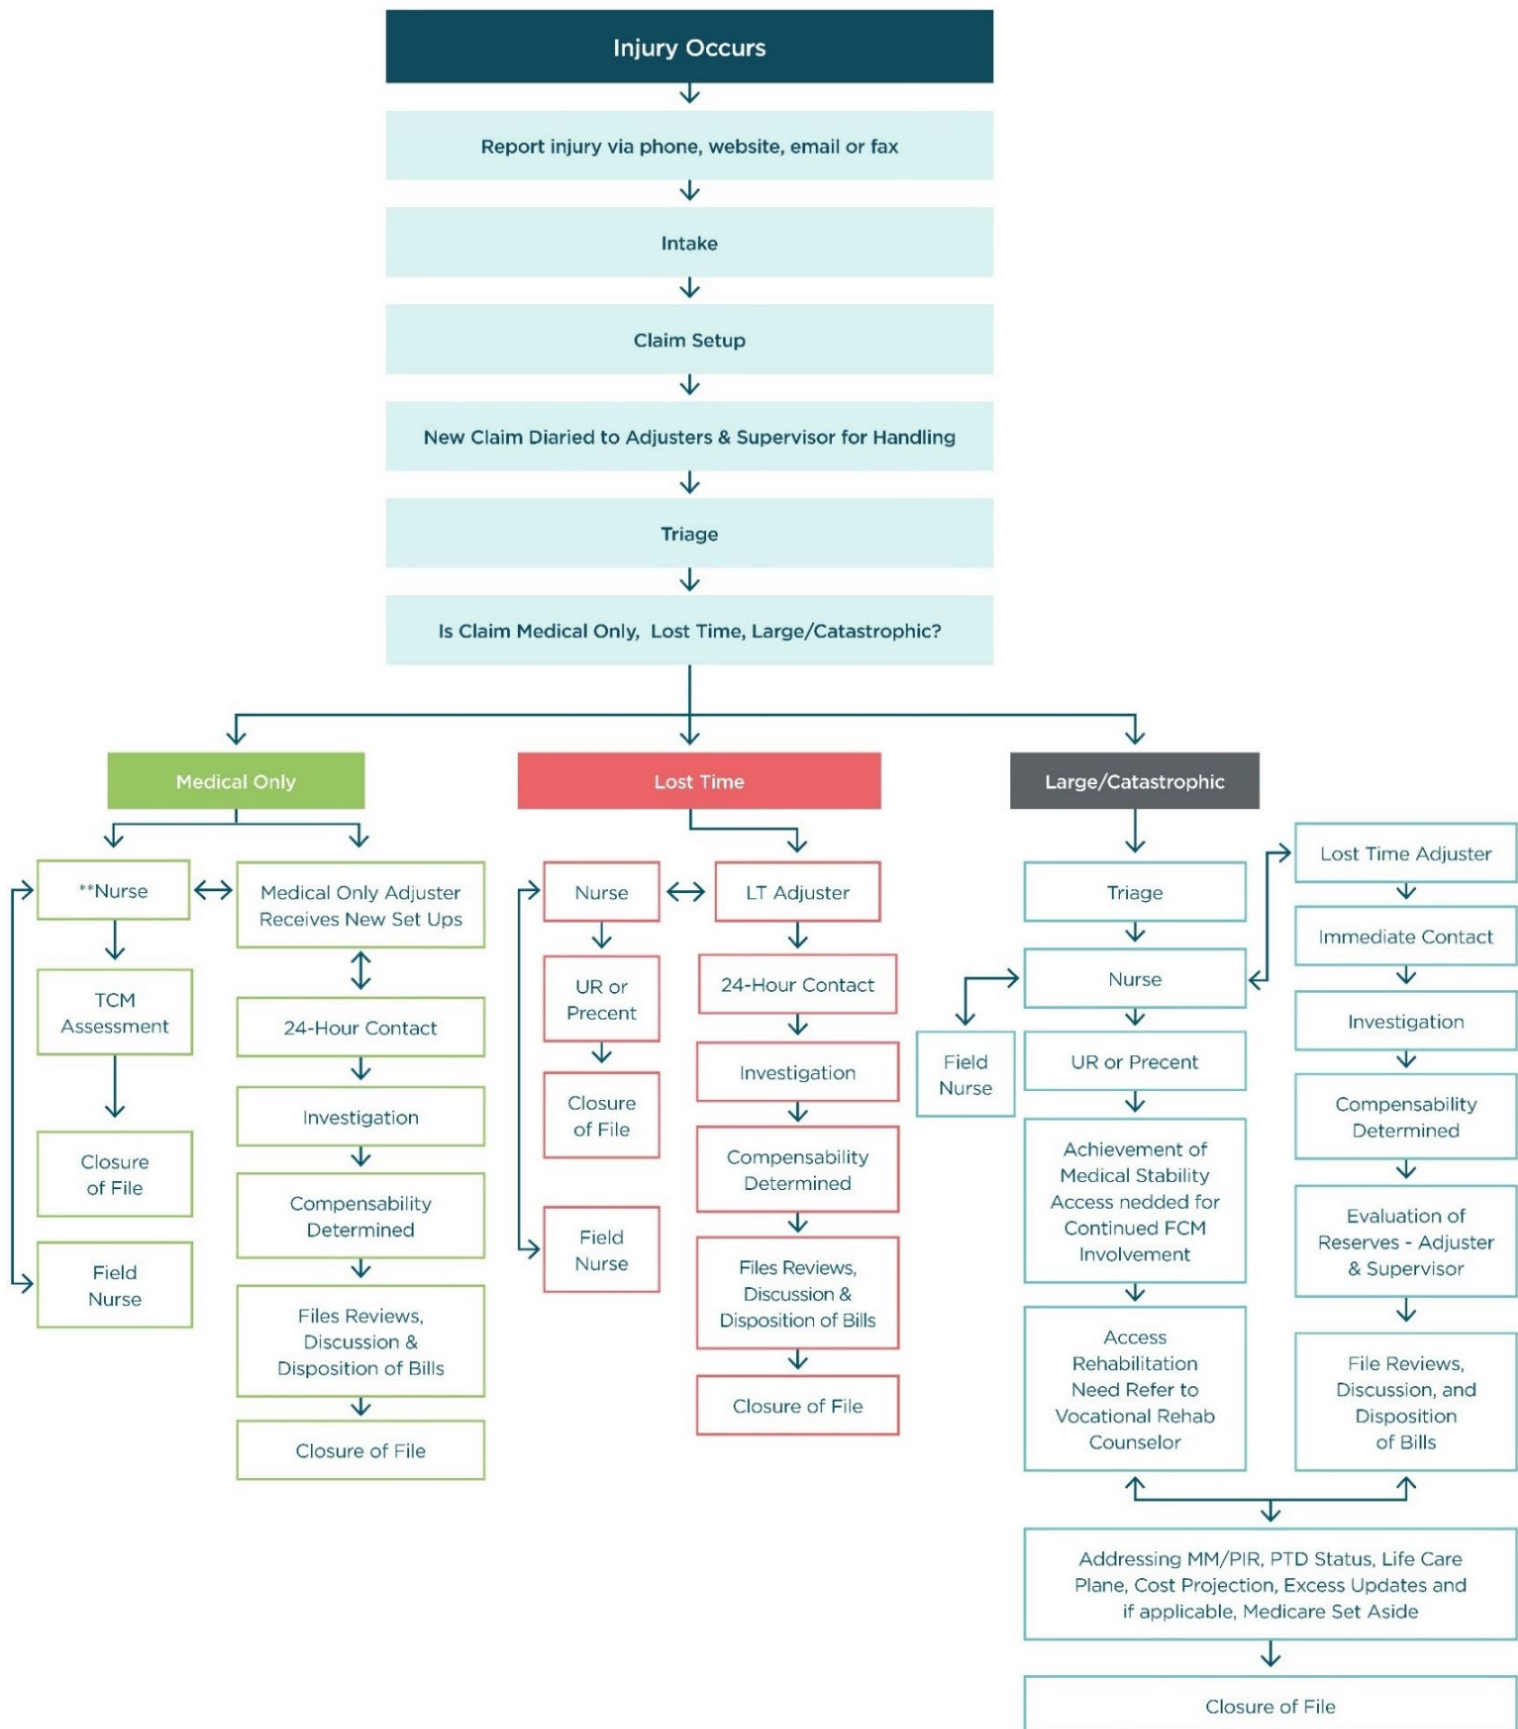 Injury Occurs
Report injury via phone, website, email or fax
Intake
Claim Setup
New Claim Diaried to Adjusters & Supervisor for Handling
Triage
Is Claim Medical Only, Lost Time, Large/Catastrophic?
Medical Only
**Nurse
TCM
Assessment
Closure
of File
Field
Nurse
Medical Only Adjuster
Receives New Set Ups
24-Hour Contact
Investigation
Compensability
Determined
Files Reviews,
Discussion &
Disposition of Bills
Closure of File
Lost Time
Nurse
UR or
Precent
Closure
of File
Field
Nurse
LT Adjuster
24-Hour Contact
Investigation
Compensability
Determined
Files Reviews,
Discussion &
Disposition of Bills
Closure of File
Large/Catastrophic
Triage
Nurse
Field
Nurse
UR or Precent
Achievement of
Medical Stability
Access nedded for
Continued FCM
Involvement
Access
Rehabilitation
Need Refer to
Vocational Rehab
Counselor
Lost Time Adjuster
Immediate Contact
Investigation
Compensability
Determined
Evaluation of
Reserves - Adjuster
& Supervisor
File Reviews,
Discussion, and
Disposition
of Bills
Addressing MM/PIR, PTD Status, Life Care
Plane, Cost Projection, Excess Updates and
if applicable, Medicare Set Aside
Closure of File